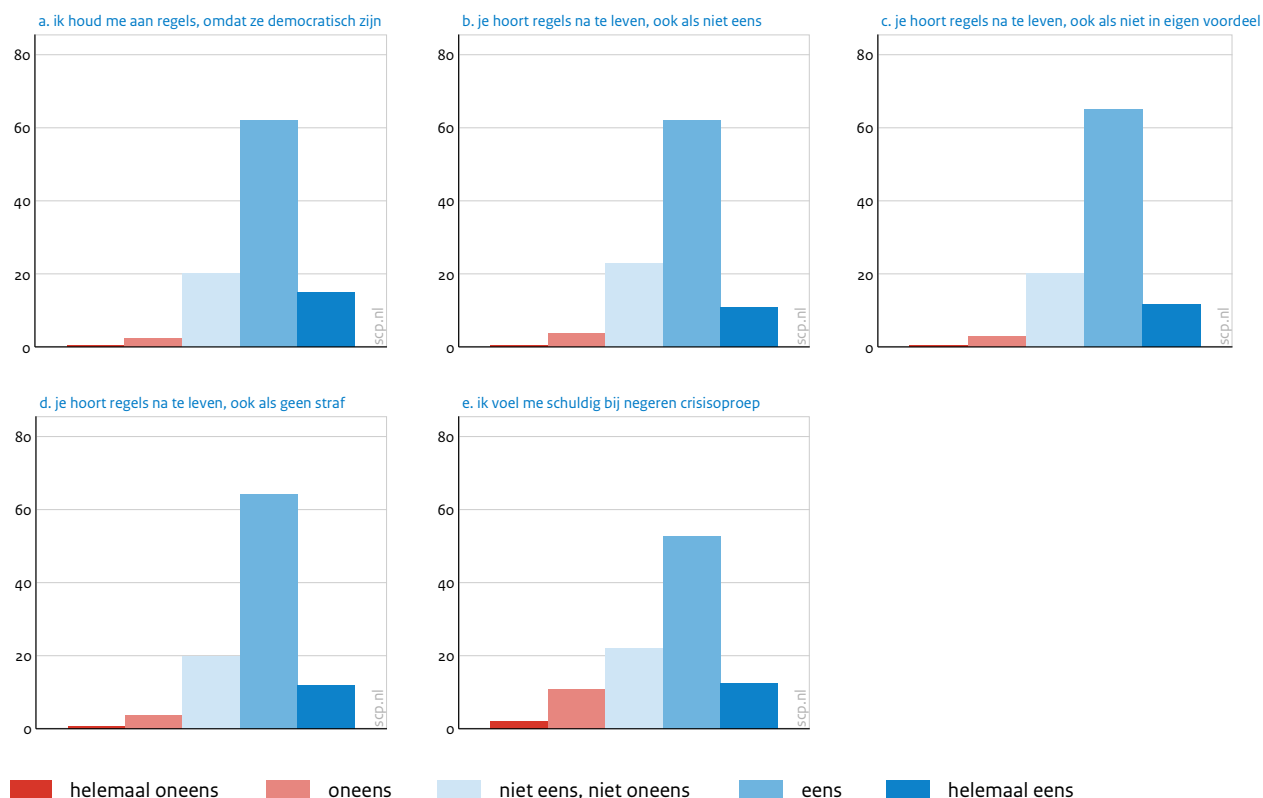 a. ik houd me aan regels, omdat ze democratisch zijn
80
60
40
20
0
scp.nl
b. je hoort regels na te leven, ook als niet eens
80
60
40
20
0
scp.nl
c. je hoort regels na te leven, ook als niet in eigen voordeel
80
60
40
20
0
scp.nl
d. je hoort regels na te leven, ook als geen straf
80
60
40
20
0
scp.nl
e. ik voel me schuldig bij negeren crisisoproep
80
60
40
20
0
scp.nl
helemaal oneens
oneens
niet eens, niet oneens
eens
helemaal eens